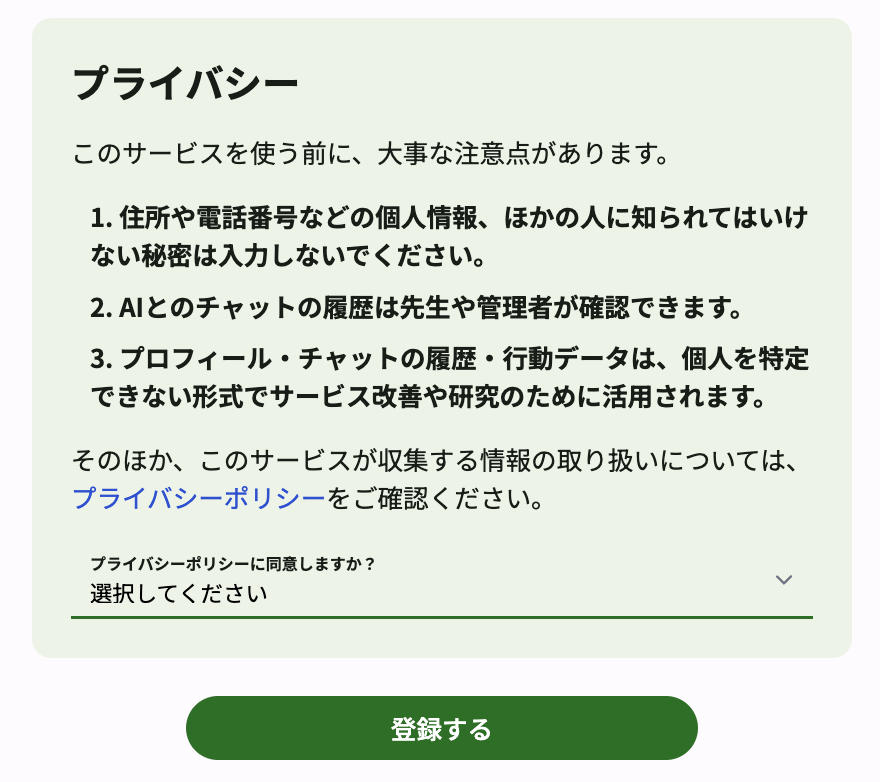 プライバシー
このサービスを使う前に、大事な注意点があります。
1. 住所や電話番号などの個人情報、ほかの人に知られてはいけ
ない秘密は入力しないでください。
2. AIとのチャットの履歴は先生や管理者が確認できます。
3. プロフィール・チャットの履歴・行動データは、個人を特定
できない形式でサービス改善や研究のために活用されます。
そのほか、このサービスが収集する情報の取り扱いについては、
プライバシーポリシーをご確認ください。
プライバシーポリシーに同意しますか？
選択してください
登録する